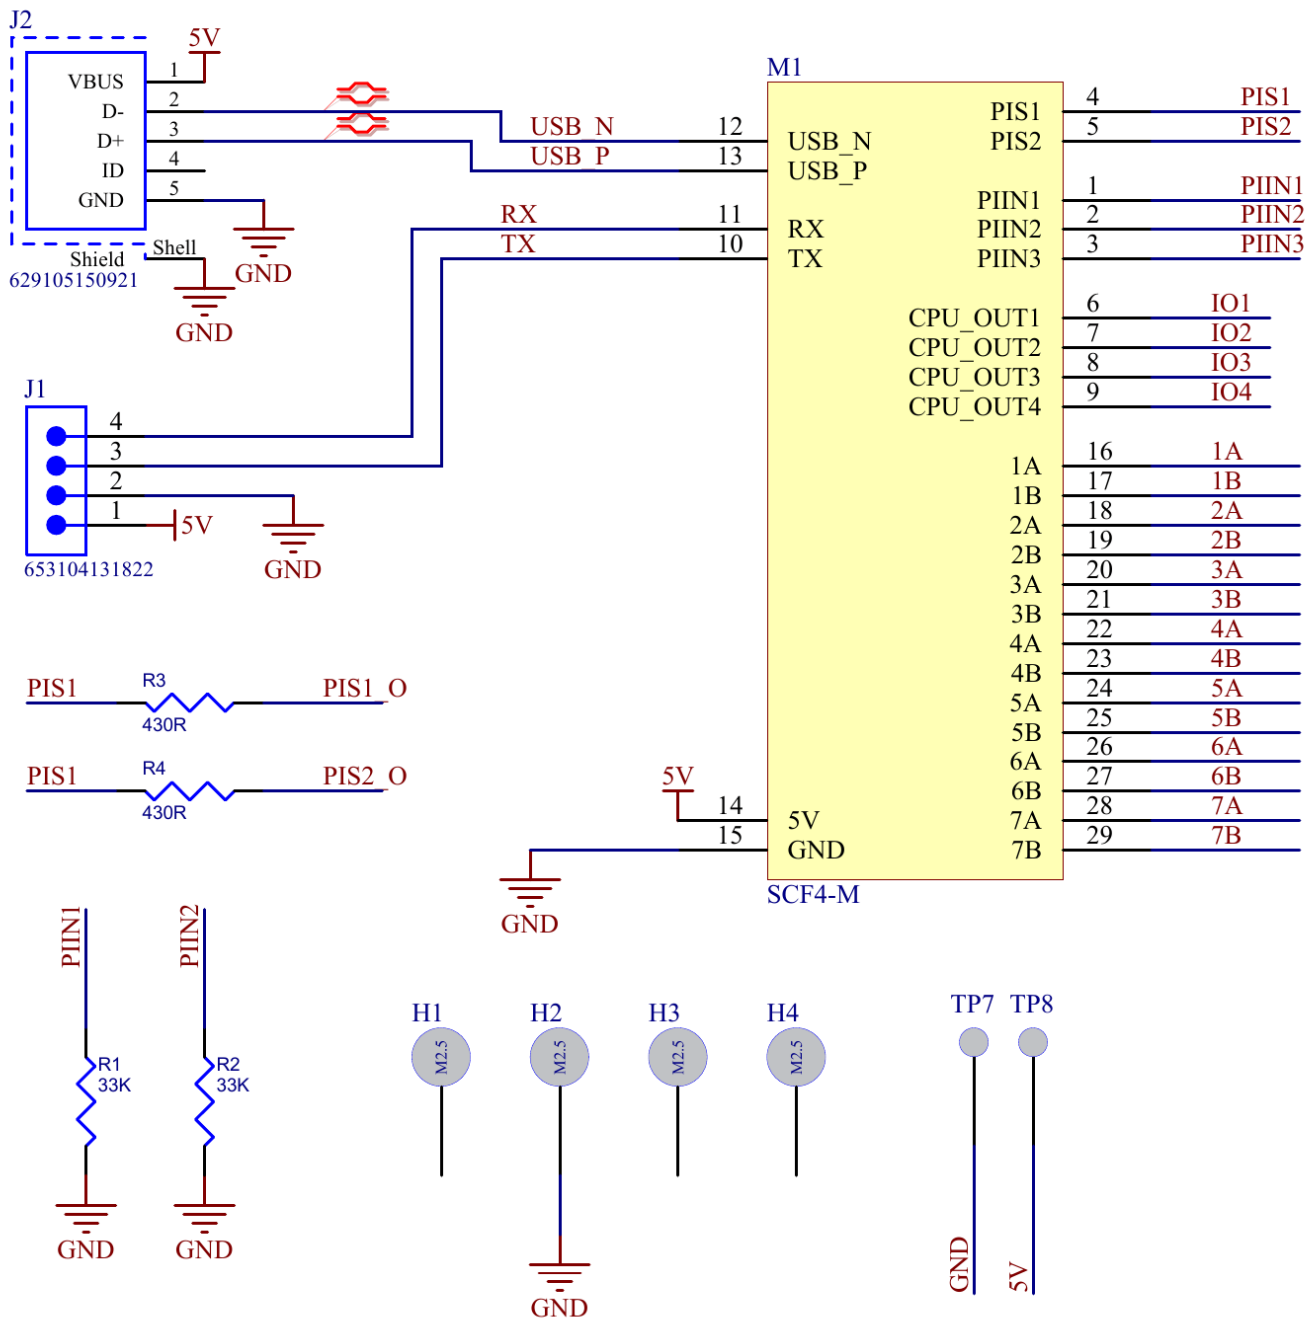 J2
5V
VBUS 1
D- 2
D+ 3
ID 4
GND 5
Shell
Shield
629105150921
GND
GND
USB_N 12 USB_N
USB_P 13 USB_P
RX 11 RX
TX 10 TX
M1
PIS1 4 PIS1
PIS2 5 PIS2
PIIN1 1 PIIN1
PIIN2 2 PIIN2
PIIN3 3 PIIN3
CPU_OUT1 6 IO1
CPU_OUT2 7 IO2
CPU_OUT3 8 IO3
CPU_OUT4 9 IO4
1A 16 1A
1B 17 1B
2A 18 2A
2B 19 2B
3A 20 3A
3B 21 3B
4A 22 4A
4B 23 4B
5A 24 5A
5B 25 5B
6A 26 6A
6B 27 6B
7A 28 7A
7B 29 7B
5V 14 5V
15 GND
GND
SCF4-M
J1
4
3
2
1 5V
GND
653104131822
PIS1 R3 PIS1_O
430R
PIS1 R4 PIS2_O
430R
PIIN1
R1
33K
GND
PIIN2
R2
33K
GND
H1
M2.5
H2
M2.5
GND
H3
M2.5
H4
M2.5
TP7
GND
TP8
5V